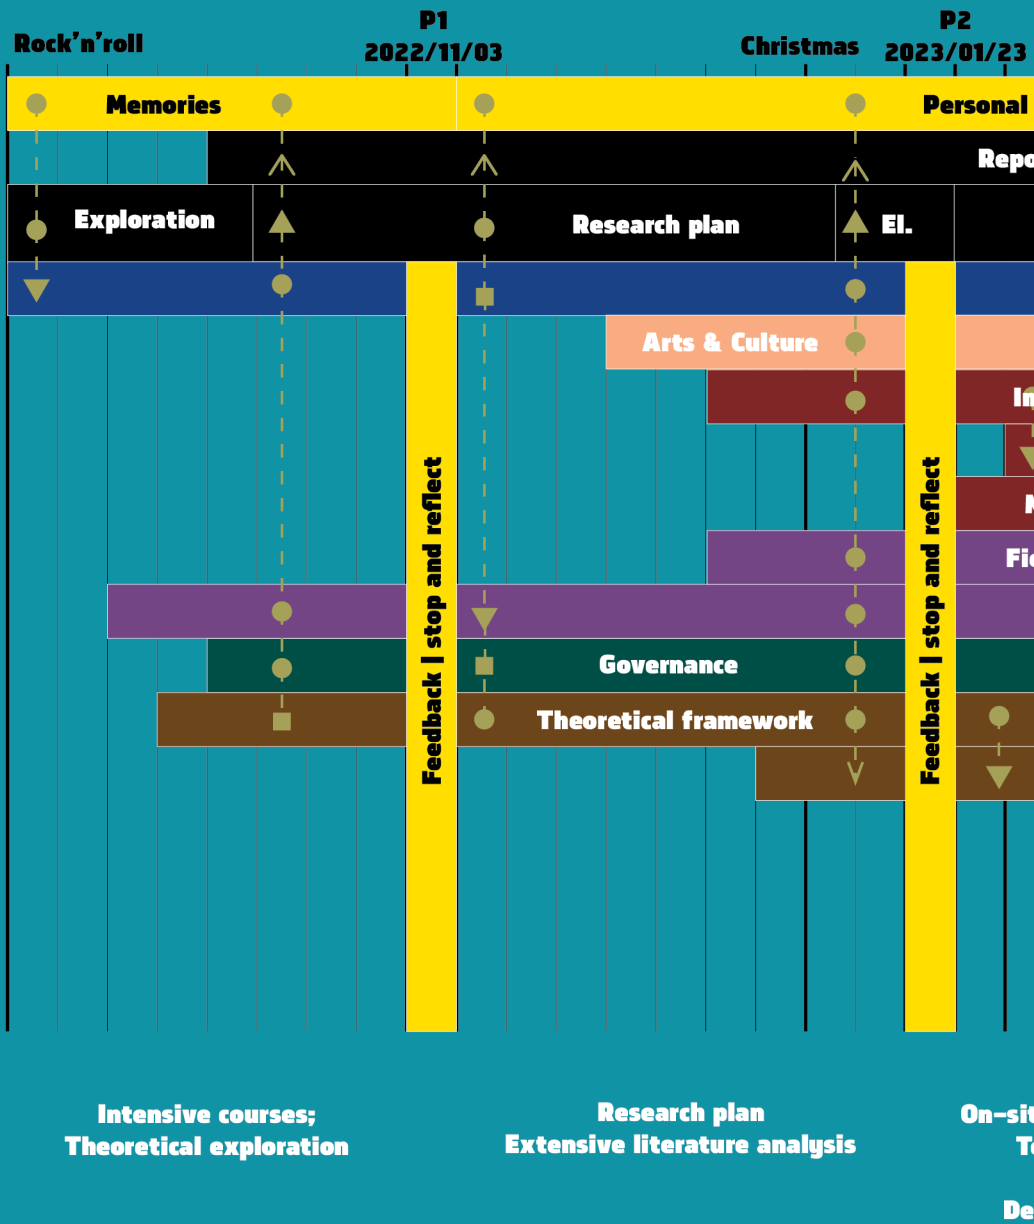 Rock’n’roll
P1
2022/11/03
Christmas
P2
2023/01/23
Memories
Personal
Exploration
Research plan
El.
Arts & Culture
Feedback | stop and reflect
Feedback | stop and reflect
Governance
Theoretical framework
Intensive courses;
Theoretical exploration
Research plan
Extensive literature analysis